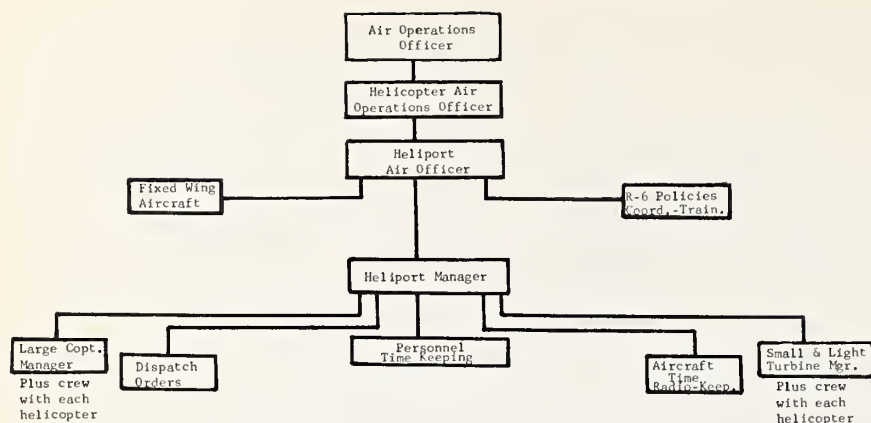 Air Operations
Officer
Helicopter Air
Operations Officer
Heliport
Air Officer
Fixed Wing
Aircraft
R-6 Policies
Coord.-Train.
Heliport Manager
Large Copt.
Manager
Plus crew
with each
helicopter
Dispatch
Orders
Personnel
Time Keeping
Aircraft
Time
Radio-Keep.
Small & Light
Turbine Mgr.
Plus crew
with each
helicopter